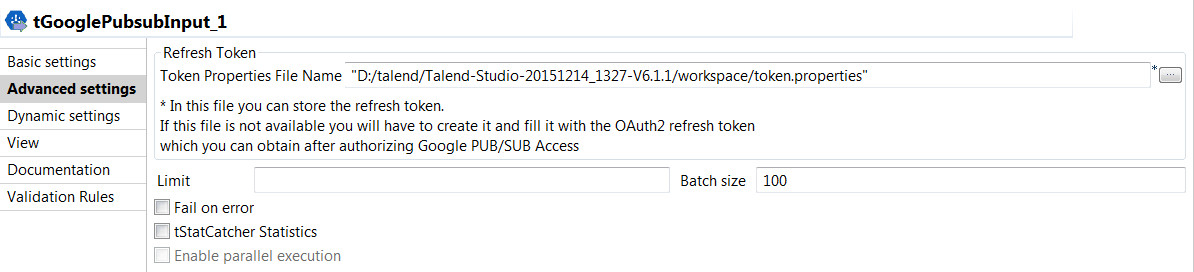 tGooglePubsubInput_1
Basic settings
Advanced settings
Dynamic settings
View
Documentation
Validation Rules
Refresh Token
Token Properties File Name "D:/talend/Talend-Studio-20151214_1327-V6.1.1/workspace/token.properties" * ...
* In this file you can store the refresh token.
If this file is not available you will have to create it and fill it with the OAuth2 refresh token
which you can obtain after authorizing Google PUB/SUB Access
Limit Batch size 100
Fail on error
tStatCatcher Statistics
Enable parallel execution